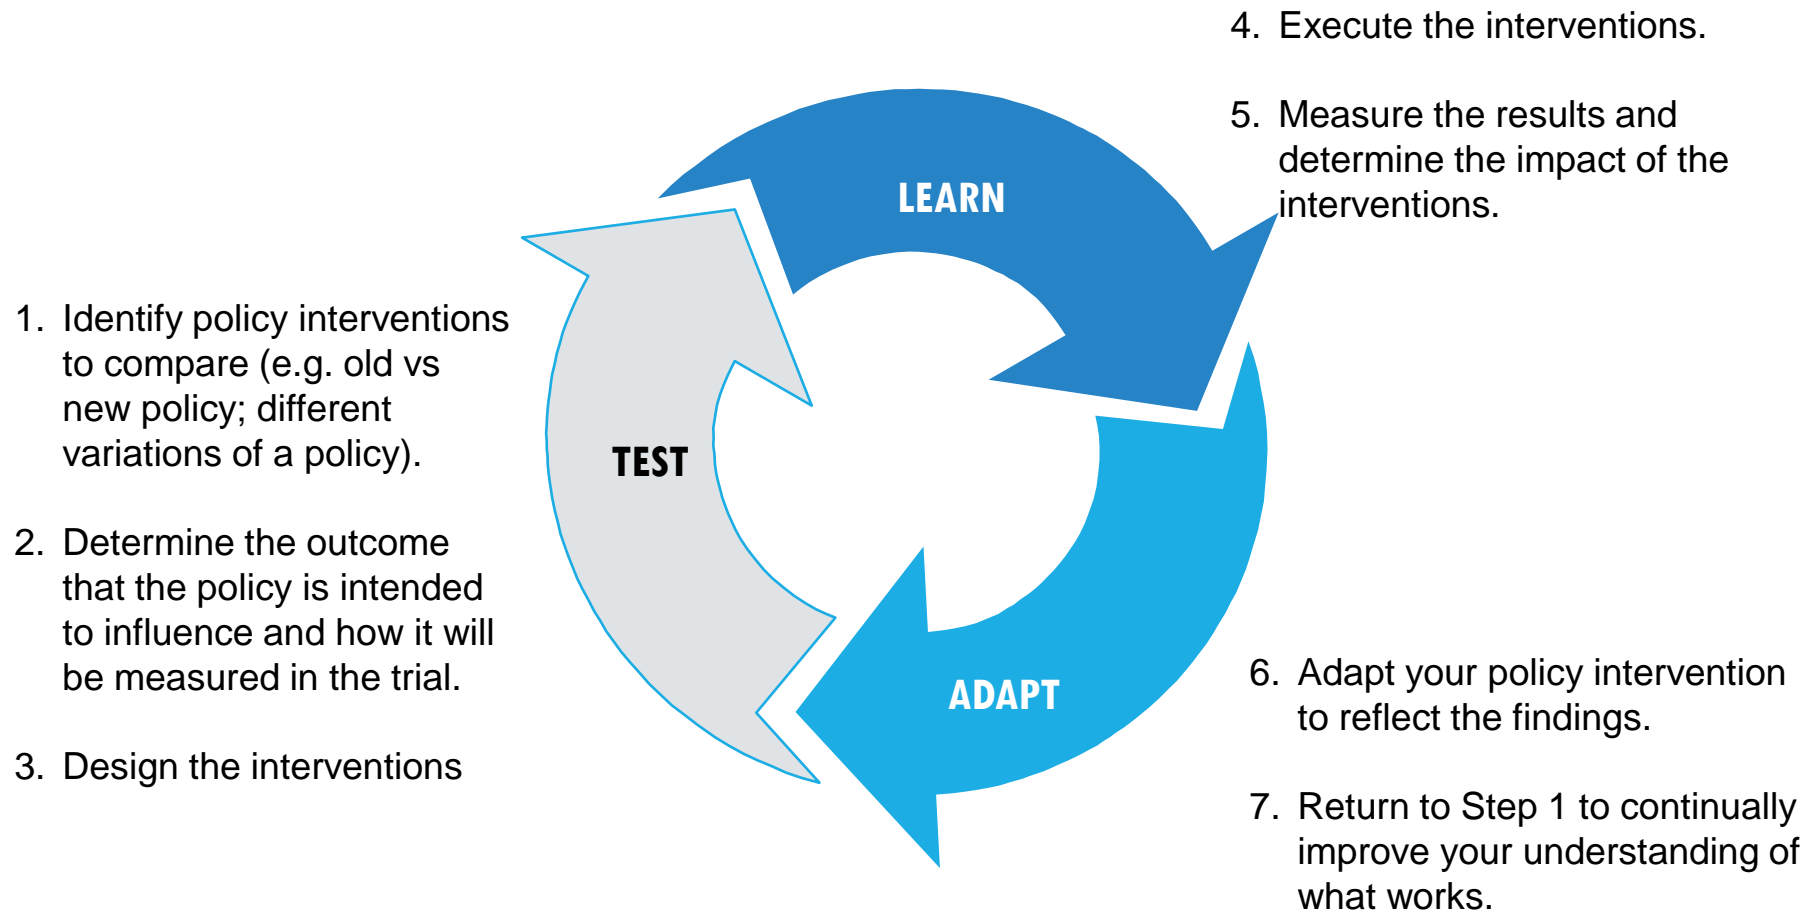 4. Execute the interventions.
5. Measure the results and
determine the impact of the
interventions.
LEARN
1. Identify policy interventions
to compare (e.g. old vs
new policy; different
variations of a policy).
TEST
2. Determine the outcome
that the policy is intended
to influence and how it will
be measured in the trial.
3. Design the interventions
ADAPT
6. Adapt your policy intervention
to reflect the findings.
7. Return to Step 1 to continually
improve your understanding of
what works.